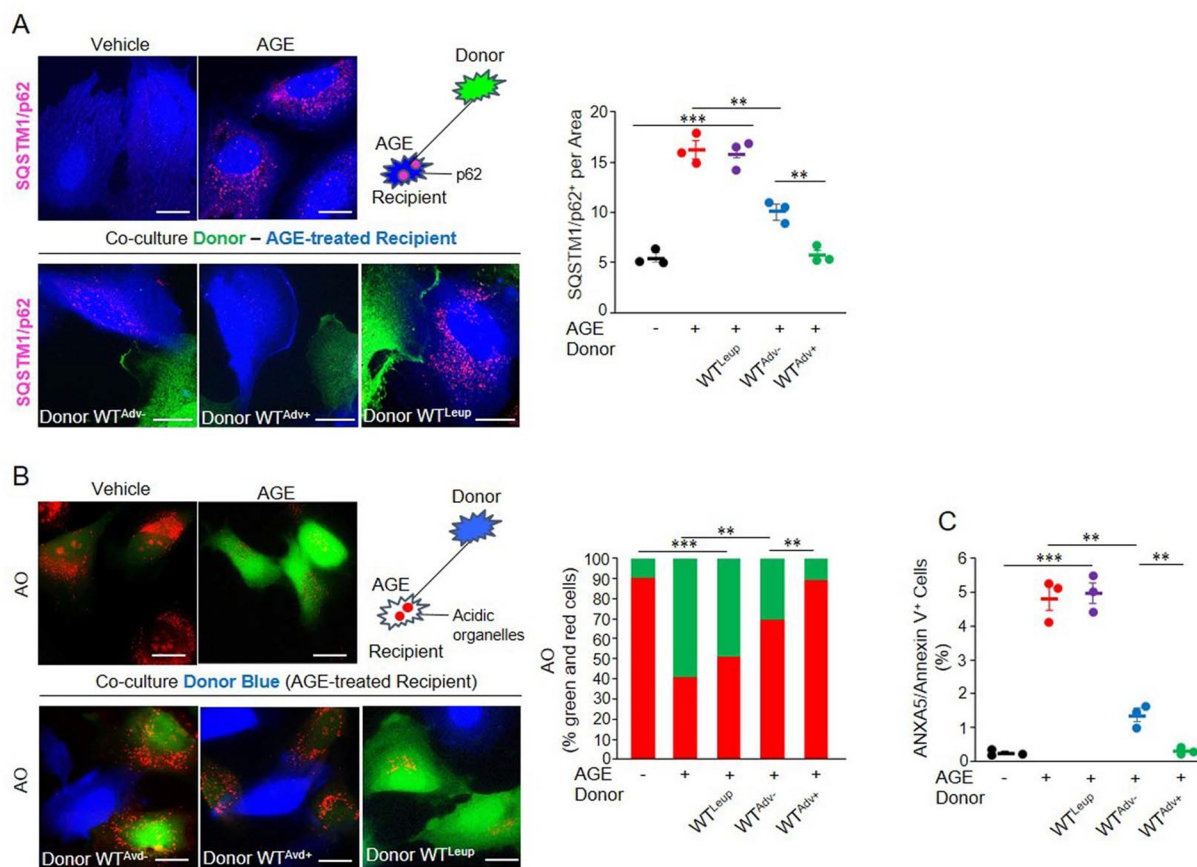 A
Vehicle
AGE
SQSTM1/p62
Donor
AGE
p62
Recipient
Co-culture Donor – AGE-treated Recipient
SQSTM1/p62
Donor WTAdv-
Donor WTAdv+
Donor WTLeup
SQSTM1/p62+ per Area
20
15
10
5
0
**
***
**
AGE - + + + +
Donor
WTLeup
WTAdv-
WTAdv+
B
Vehicle
AGE
AO
Donor
AGE
Acidic
organelles
Recipient
Co-culture Donor Blue (AGE-treated Recipient)
AO
Donor WTAvd-
Donor WTAvd+
Donor WTLeup
AO
(% green and red cells)
100
90
80
70
60
50
40
30
20
10
0
**
***
**
AGE - + + + +
Donor
WTLeup
WTAdv-
WTAdv+
C
ANXA5/Annexin V+ Cells
(%)
6
5
4
3
2
1
0
**
***
**
AGE - + + + +
Donor
WTLeup
WTAdv-
WTAdv+